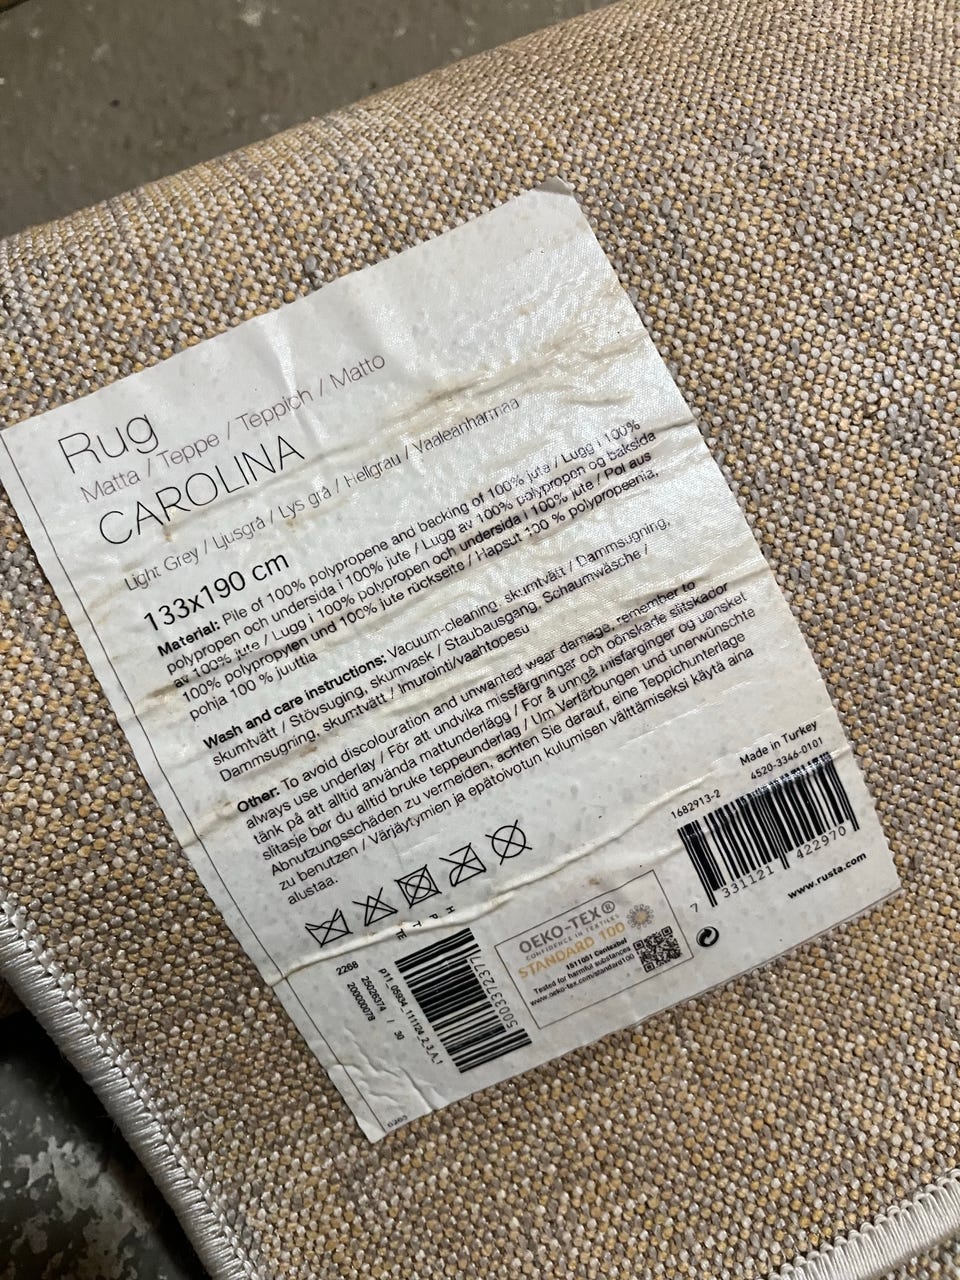 Rug
Matta / Teppe / Teppich / Matto
CAROLINA
Light Grey / Ljusgrå / Lys grå / Hellgrau / Vaaleanharmaa
133x190 cm
Material: Pile of 100% polypropene and backing of 100% jute / Lugg i 100%
polypropen och undersida i 100% jute / Lugg av 100% polypropen og bakside
av 100% jute / Lugg i 100% polypropen och undersida i 100% jute / Pol aus
100% polypropylen und 100% jute rückseite / Hapsut 100 % polypropeenia,
pohja 100 % juuttia
Wash and care instructions: Vacuum-cleaning: skumtvätt / Dammsugning,
skumtvätt / Stövsuging, skumvask / Staubausgang, Schaumwäsche /
Dammsugning, skumtvätt / Imurointi/vaahtopesu
Other: To avoid discolouration and unwanted wear damage, remember to
always use underlay / För att undvika missfärgningar och oönskade slitskador
tänk på att alltid använda mattunderlägg / For å unngå misfarginger og uønsket
slitasje bør du alltid bruke teppeunderlag / Um Verfärbungen und unerwünschte
Abnutzungsschäden zu vermeiden, achten Sie darauf, eine Teppichunterlage
zu benutzen / Värjäytymien ja epätoivotun kulumisen välttämiseksi käytä aina
alustaa.
Made in Turkey
4520-3346-0101
1682913-2
7 331121 422970
www.rusta.com
OEKO-TEX®
CONFIDENCE IN TEXTILES
STANDARD 100
1511051 Centexbel
Tested for harmful substances
www.oeko-tex.com/standard100
2268
25026374 / 30
200000078
p11_05934_111124_2_3_V_1